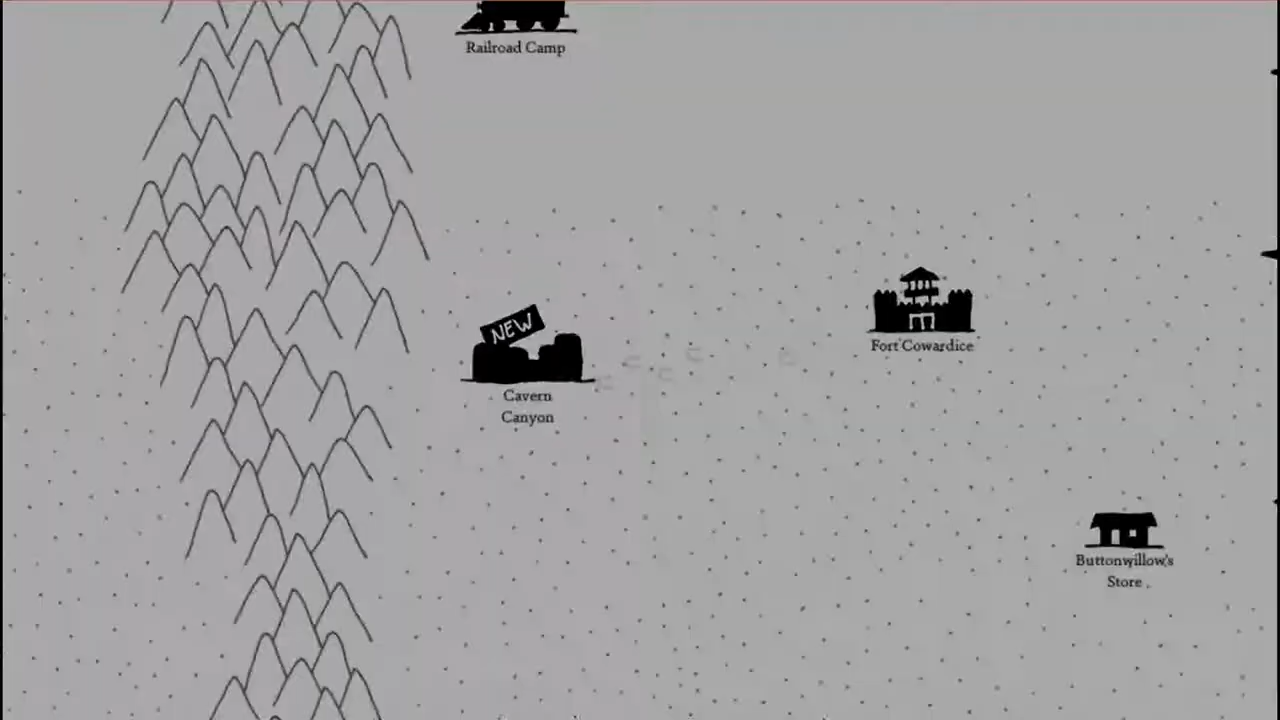 Railroad Camp
NEW
Fort Cowardice
Cavern
Canyon
Buttonwillow's
Store